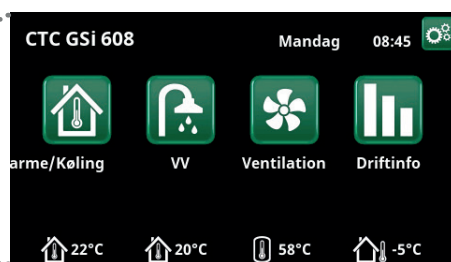 CTC GSi 608 Mandag 08:45
arme/Køling VV Ventilation Driftinfo
22°C 20°C 58°C -5°C